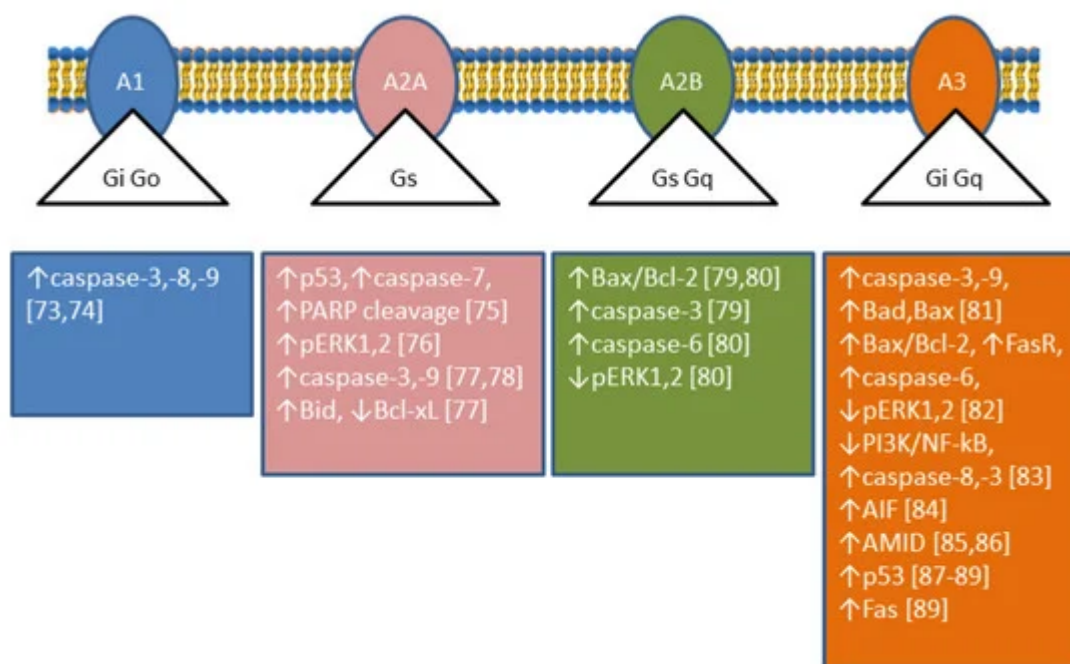 A1
A2A
A2B
A3
Gi Go
Gs
Gs Gq
Gi Gq
↑caspase-3,-8,-9
[73,74]
↑p53, ↑caspase-7,
↑PARP cleavage [75]
↑pERK1,2 [76]
↑caspase-3,-9 [77,78]
↑Bid, ↓Bcl-xL [77]
↑Bax/Bcl-2 [79,80]
↑caspase-3 [79]
↑caspase-6 [80]
↓pERK1,2 [80]
↑caspase-3,-9,
↑Bad,Bax [81]
↑Bax/Bcl-2, ↑FasR,
↑caspase-6,
↓pERK1,2 [82]
↓PI3K/NF-kB,
↑caspase-8,-3 [83]
↑AIF [84]
↑AMID [85,86]
↑p53 [87-89]
↑Fas [89]